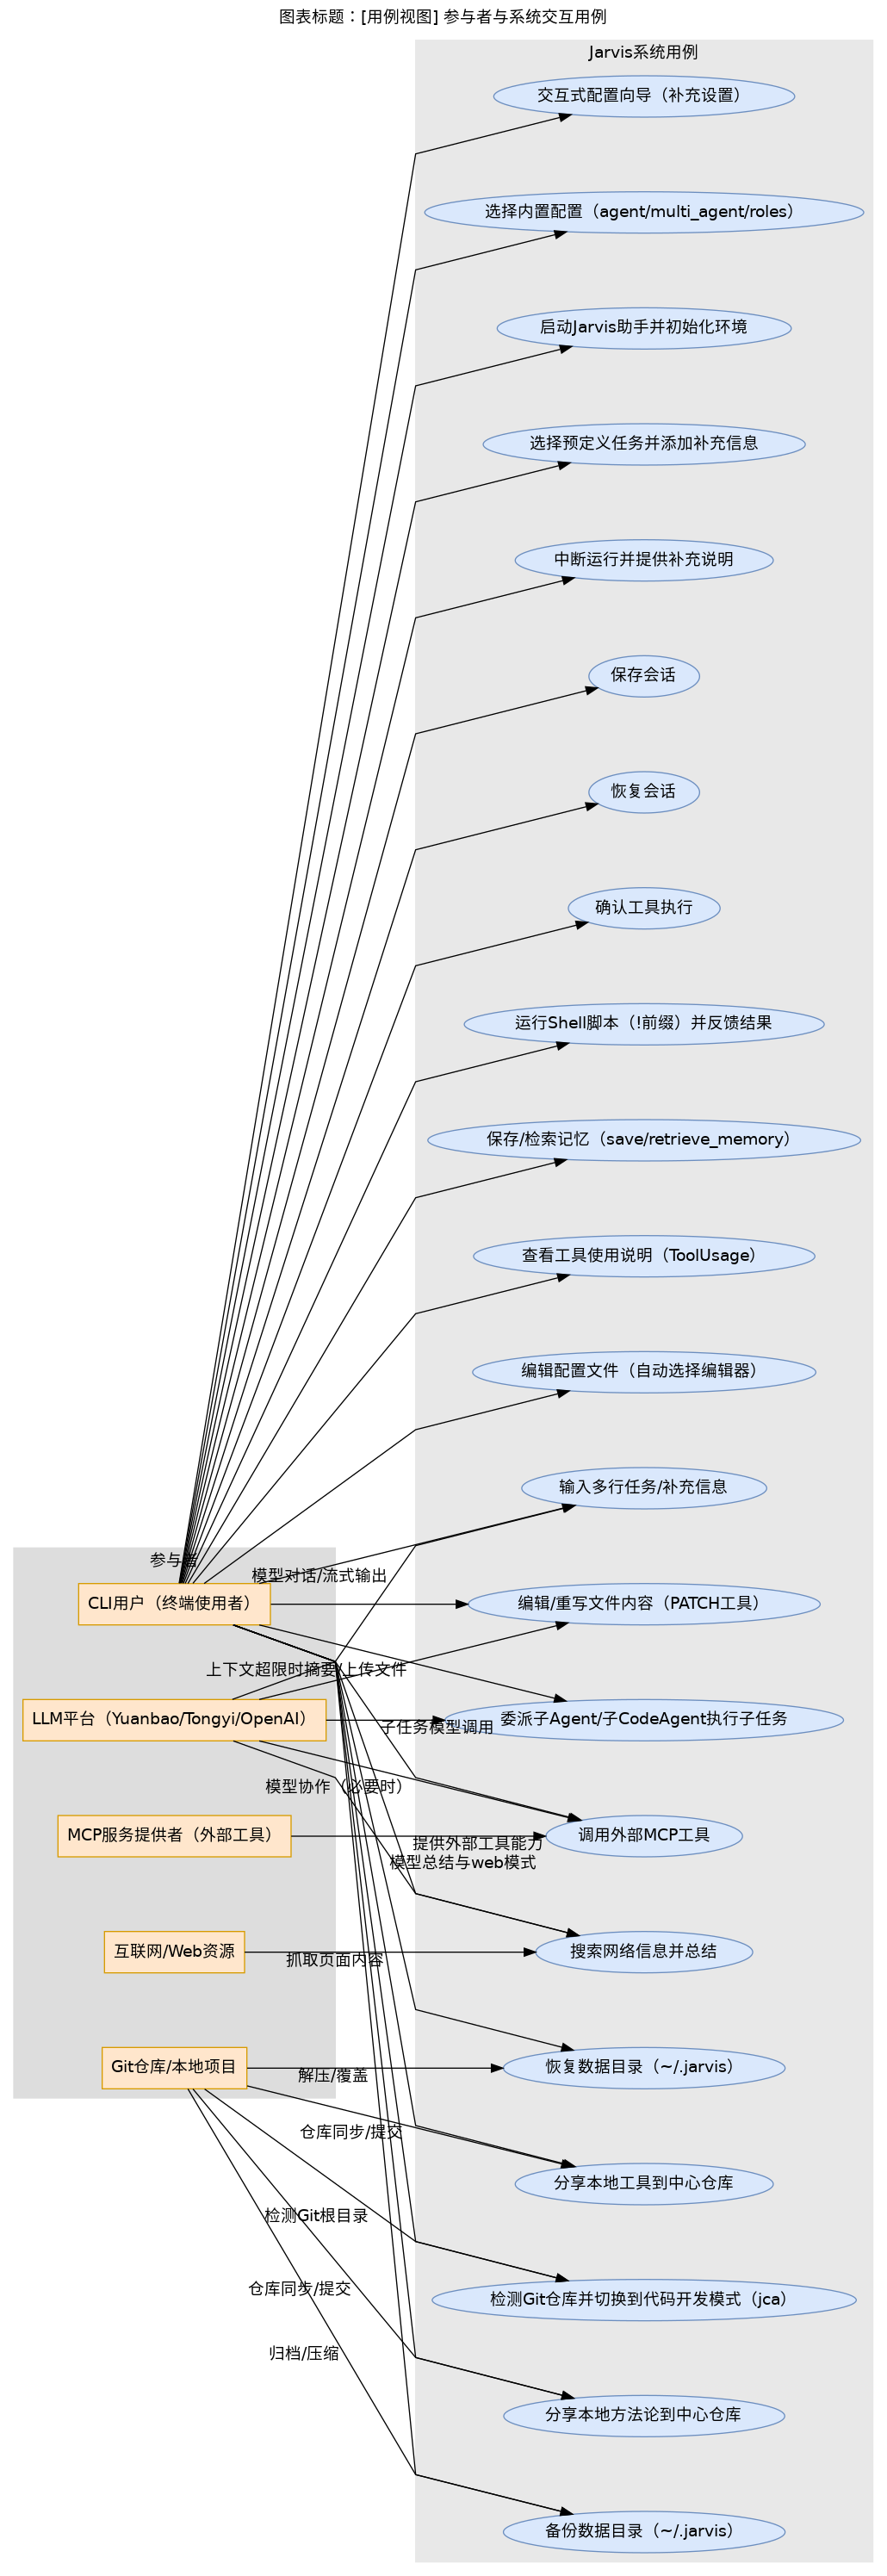 图表标题：[用例视图] 参与者与系统交互用例
Jarvis系统用例
交互式配置向导（补充设置）
选择内置配置（agent/multi_agent/roles）
启动Jarvis助手并初始化环境
选择预定义任务并添加补充信息
中断运行并提供补充说明
保存会话
恢复会话
确认工具执行
运行Shell脚本（!前缀）并反馈结果
保存/检索记忆（save/retrieve_memory）
查看工具使用说明（ToolUsage）
编辑配置文件（自动选择编辑器）
输入多行任务/补充信息
参与者
模型对话/流式输出
CLI用户（终端使用者）
编辑/重写文件内容（PATCH工具）
上下文超限时摘要/上传文件
LLM平台（Yuanbao/Tongyi/OpenAI）
子任务模型调用
委派子Agent/子CodeAgent执行子任务
模型协作（必要时）
MCP服务提供者（外部工具）
提供外部工具能力
调用外部MCP工具
模型总结与web模式
互联网/Web资源
抓取页面内容
搜索网络信息并总结
Git仓库/本地项目
解压/覆盖
恢复数据目录（~/.jarvis）
仓库同步/提交
分享本地工具到中心仓库
检测Git根目录
检测Git仓库并切换到代码开发模式（jca）
仓库同步/提交
归档/压缩
分享本地方法论到中心仓库
备份数据目录（~/.jarvis）